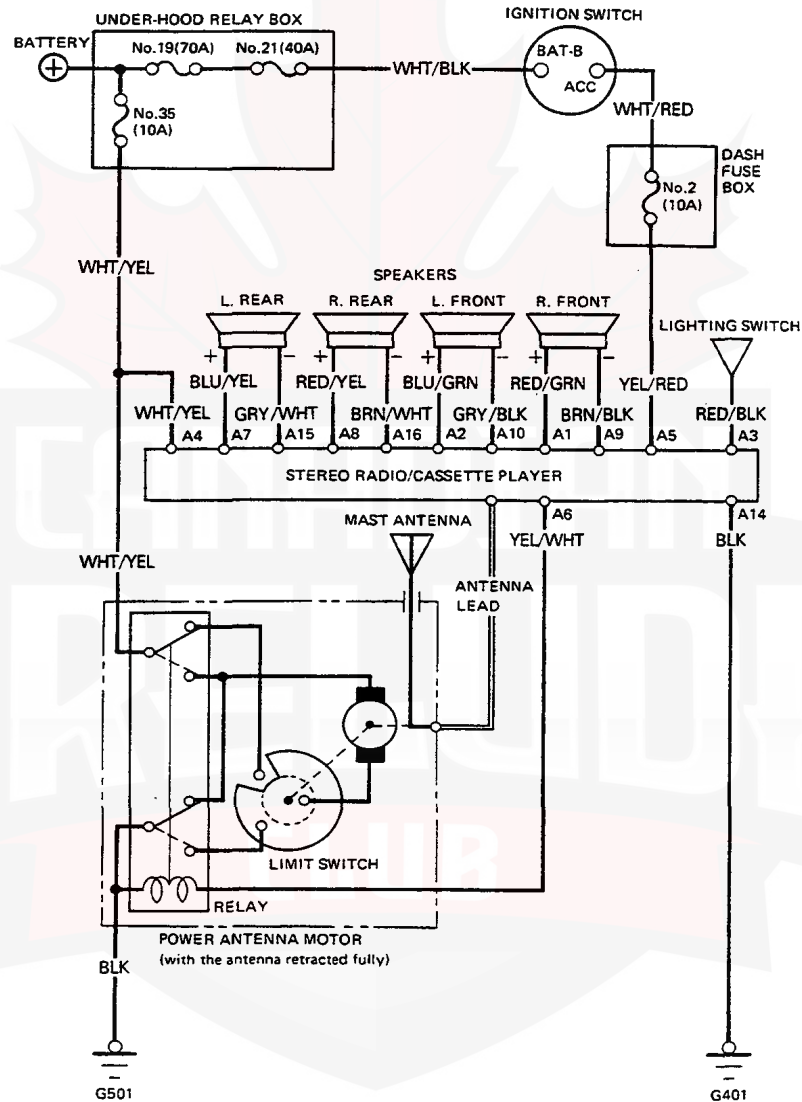 UNDER-HOOD RELAY BOX
IGNITION SWITCH
BATTERY
No.19(70A)
No.21(40A)
WHT/BLK
BAT-B
ACC
No.35
(10A)
WHT/RED
DASH
FUSE
BOX
No.2
(10A)
WHT/YEL
SPEAKERS
L. REAR
R. REAR
L. FRONT
R. FRONT
LIGHTING SWITCH
+
−
+
−
+
−
+
−
BLU/YEL
RED/YEL
BLU/GRN
RED/GRN
YEL/RED
WHT/YEL
GRY/WHT
BRN/WHT
GRY/BLK
BRN/BLK
RED/BLK
A4
A7
A15
A8
A16
A2
A10
A1
A9
A5
A3
STEREO RADIO/CASSETTE PLAYER
MAST ANTENNA
A6
A14
YEL/WHT
BLK
WHT/YEL
ANTENNA
LEAD
LIMIT SWITCH
RELAY
POWER ANTENNA MOTOR
(with the antenna retracted fully)
BLK
G501
G401
CANADIAN
PRELUDE
CLUB